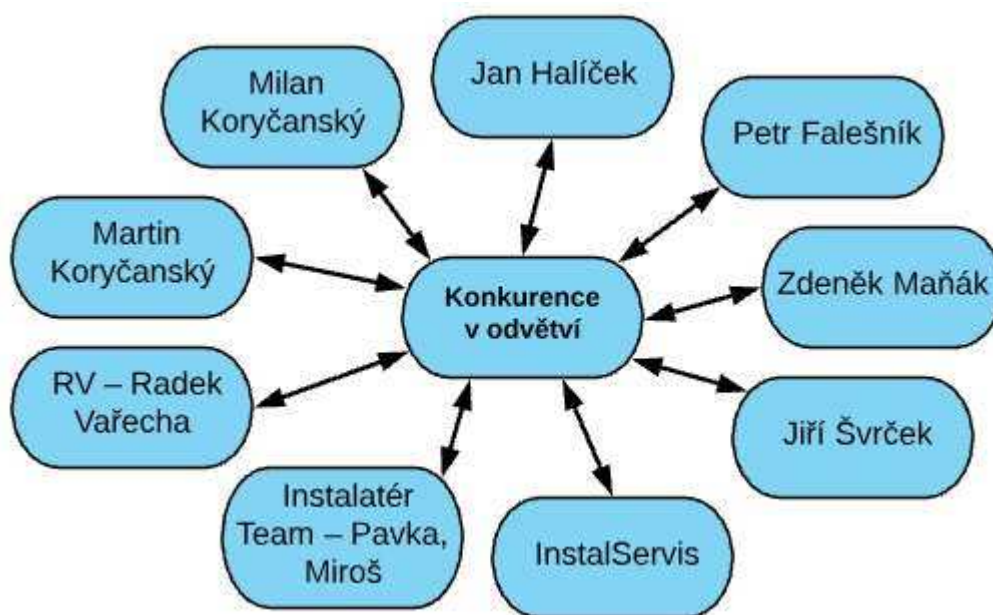 Milan
Koryčanský
Jan Halíček
Petr Falešník
Martin
Koryčanský
Konkurence
v odvětví
Zdeněk Maňák
RV – Radek
Vařecha
Jiří Švrček
Instalatér
Team – Pavka,
Miroš
InstalServis